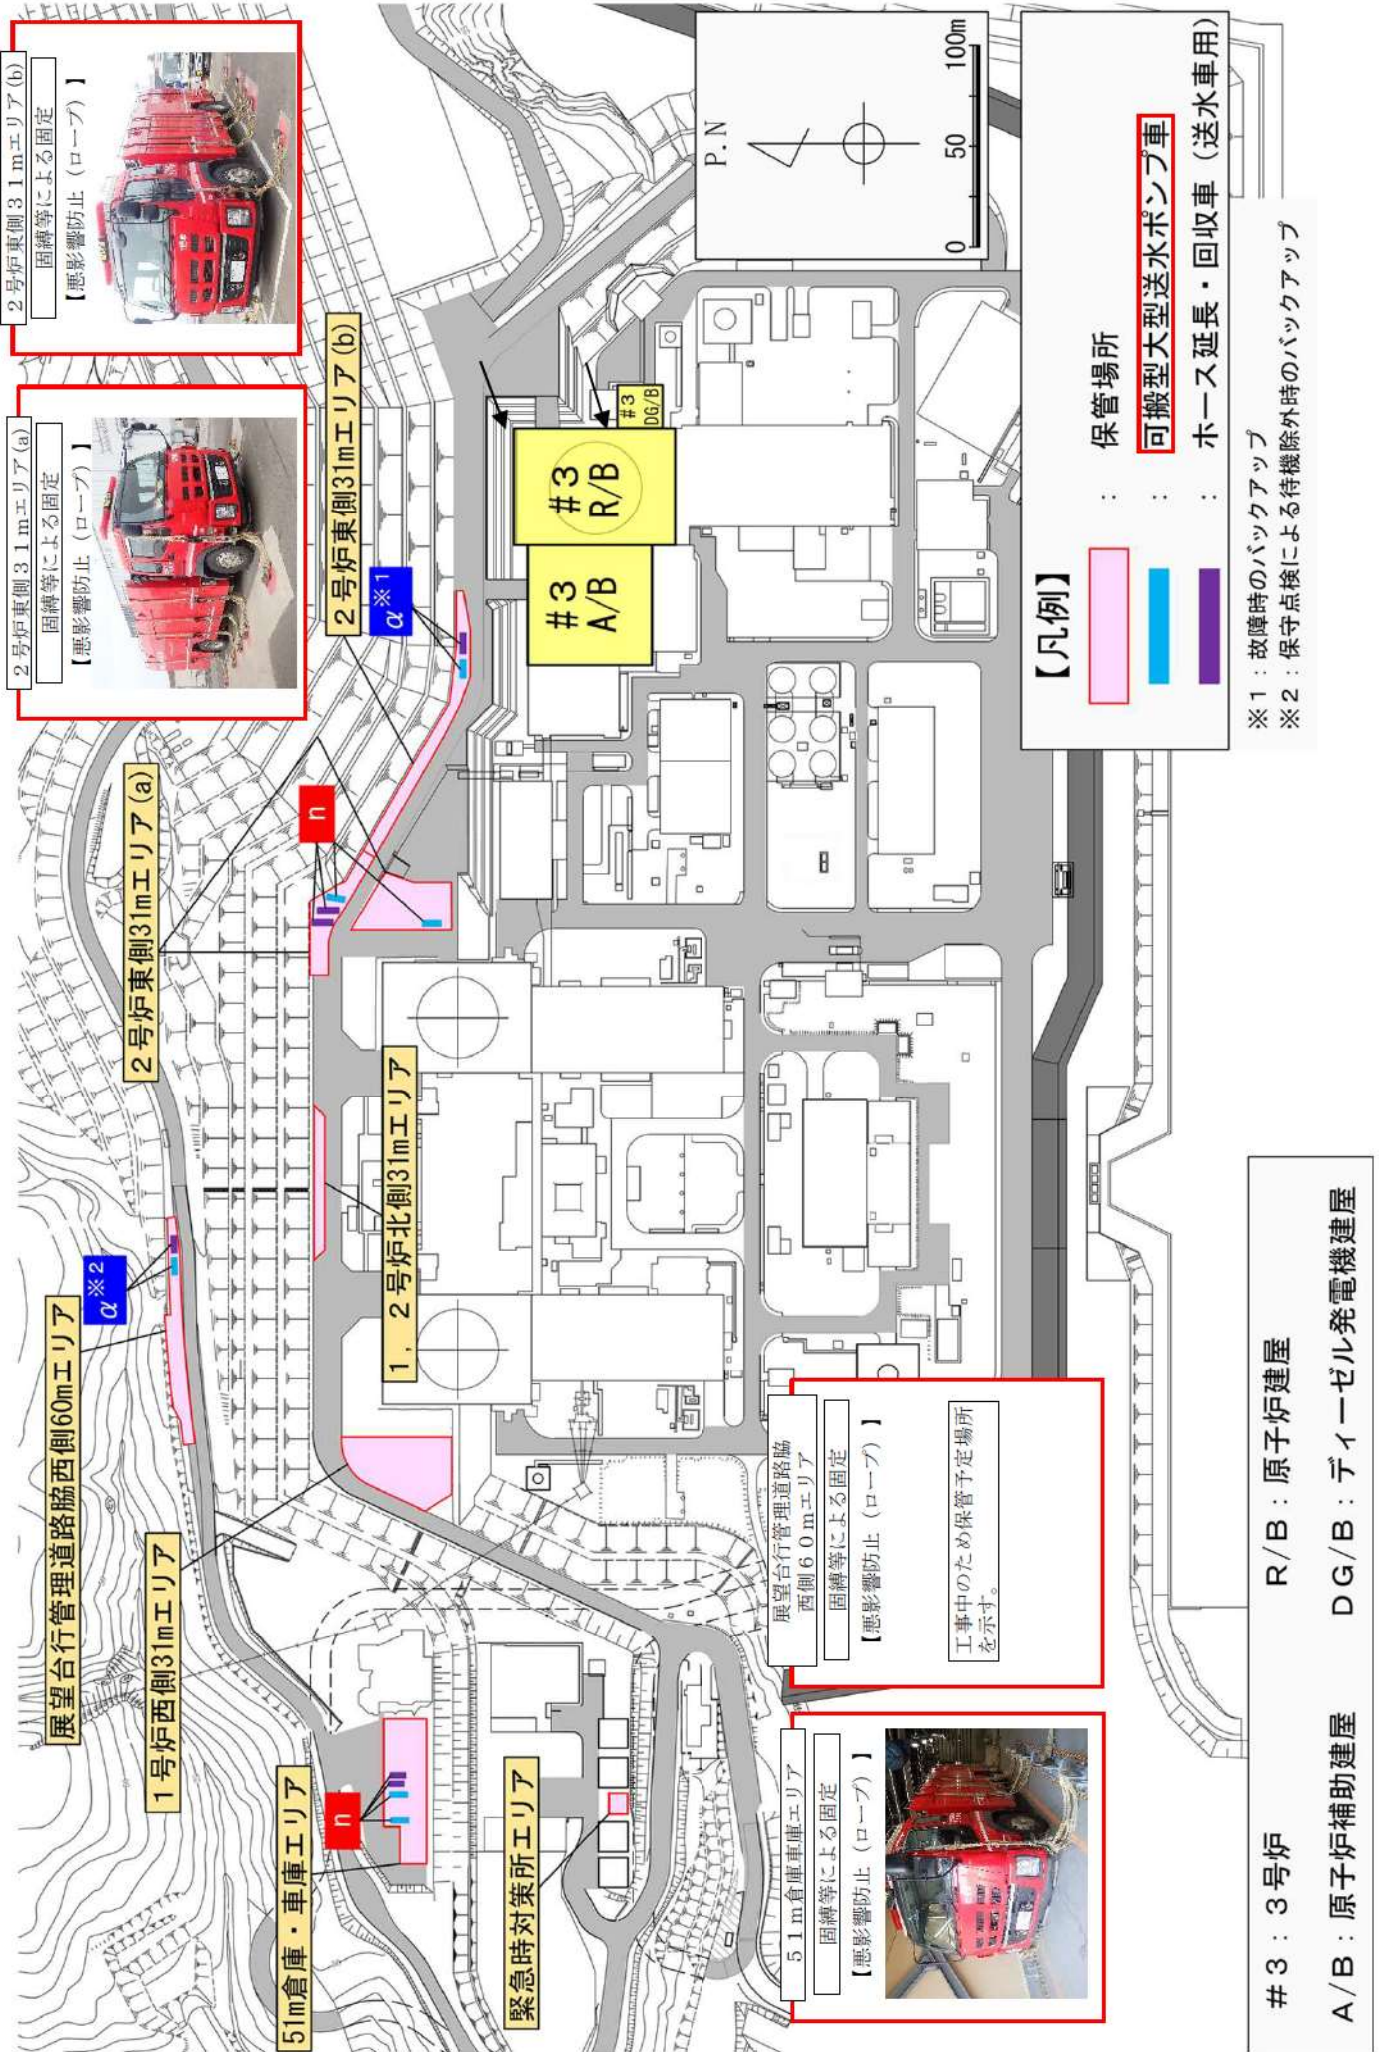 2号炉東側31mエリア(a)
固縛等による固定
【悪影響防止（ロープ）】
2号炉東側31mエリア(b)
固縛等による固定
【悪影響防止（ロープ）】
展望台行管理道路脇西側60mエリア
α※2
2号炉東側31mエリア(a)
n
2号炉東側31mエリア(b)
α※1
1号炉西側31mエリア
1，2号炉北側31mエリア
51m倉庫・車庫エリア
n
緊急時対策所エリア
#3
A/B
#3
R/B
#3
DG/B
P.N
0
50
100m
51m倉庫車庫エリア
固縛等による固定
【悪影響防止（ロープ）】
展望台行管理道路脇
西側60mエリア
固縛等による固定
【悪影響防止（ロープ）】
工事中のため保管予定場所
を示す。
【凡例】
：保管場所
：可搬型大型送水ポンプ車
：ホース延長・回収車（送水車用）
※1：故障時のバックアップ
※2：保守点検による待機除外時のバックアップ
#3：3号炉
R/B：原子炉建屋
A/B：原子炉補助建屋
DG/B：ディーゼル発電機建屋